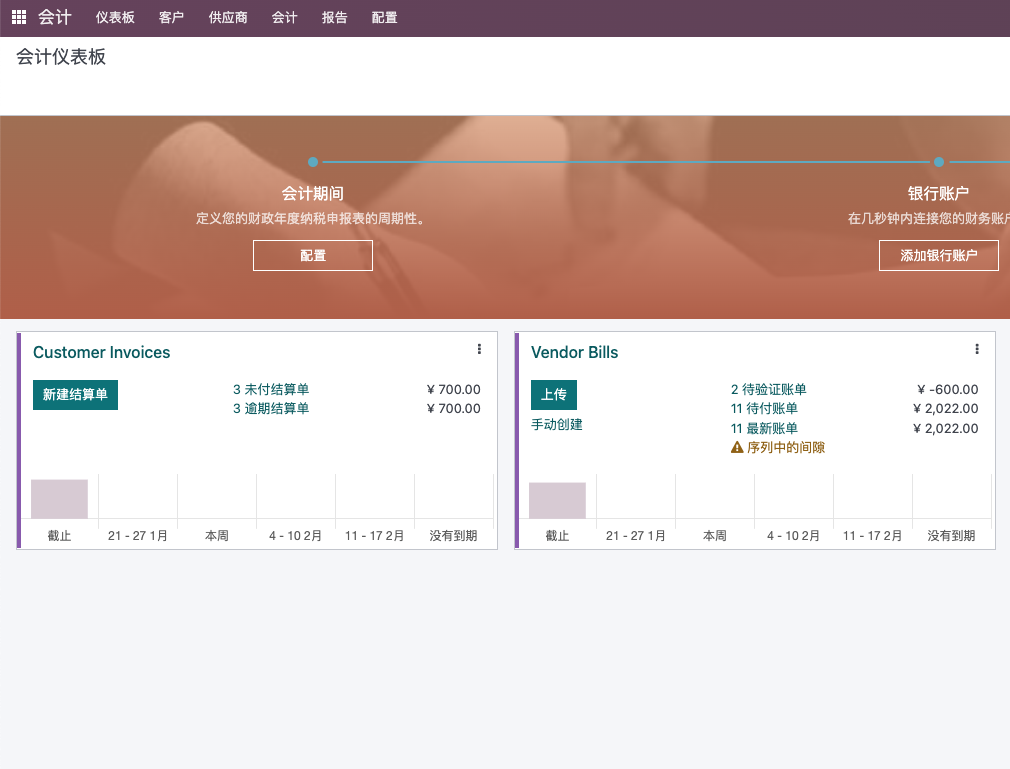 会计 仪表板 客户 供应商 会计 报告 配置
会计仪表板
会计期间
定义您的财政年度纳税申报表的周期性。
配置
银行账户
在几秒钟内连接您的财务账户
添加银行账户
Customer Invoices
新建结算单
3 未付结算单 ¥ 700.00
3 逾期结算单 ¥ 700.00
截止 21 - 27 1月 本周 4 - 10 2月 11 - 17 2月 没有到期
Vendor Bills
上传
手动创建
2 待验证账单 ¥ -600.00
11 待付账单 ¥ 2,022.00
11 最新账单 ¥ 2,022.00
序列中的间隙
截止 21 - 27 1月 本周 4 - 10 2月 11 - 17 2月 没有到期